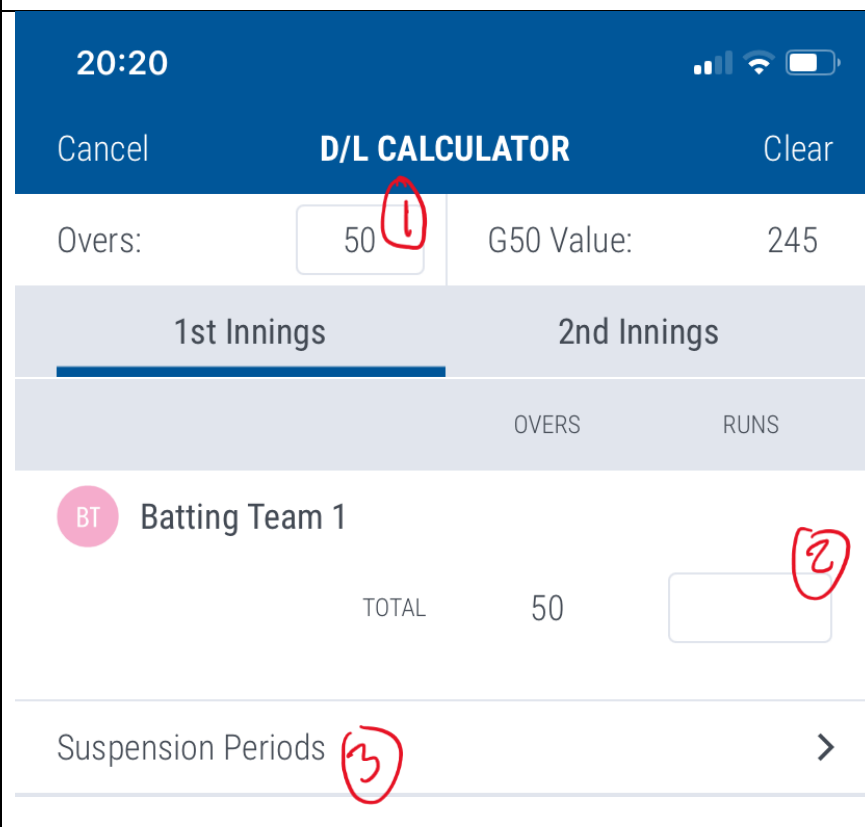 20:20
Cancel D/L CALCULATOR Clear
Overs: 50 1 G50 Value: 245
1st Innings 2nd Innings
OVERS RUNS
BT Batting Team 1
2
TOTAL 50
Suspension Periods 3 >